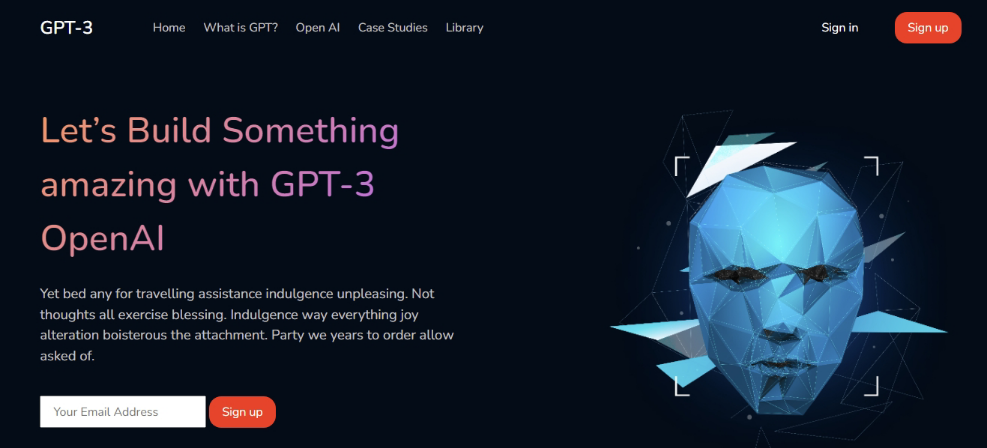 GPT-3
Home
What is GPT?
Open AI
Case Studies
Library
Sign in
Sign up
Let’s Build Something
amazing with GPT-3
OpenAI
Yet bed any for travelling assistance indulgence unpleasing. Not
thoughts all exercise blessing. Indulgence way everything joy
alteration boisterous the attachment. Party we years to order allow
asked of.
Your Email Address
Sign up